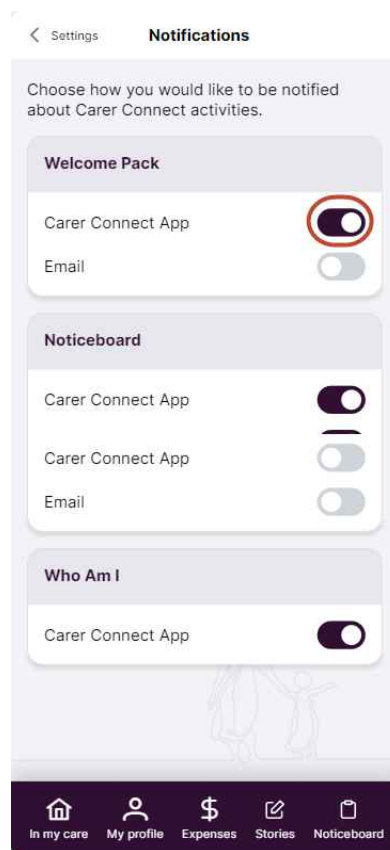 Settings Notifications
Choose how you would like to be notified
about Carer Connect activities.
Welcome Pack
Carer Connect App
Email
Noticeboard
Carer Connect App
Carer Connect App
Email
Who Am I
Carer Connect App
In my care My profile Expenses Stories Noticeboard